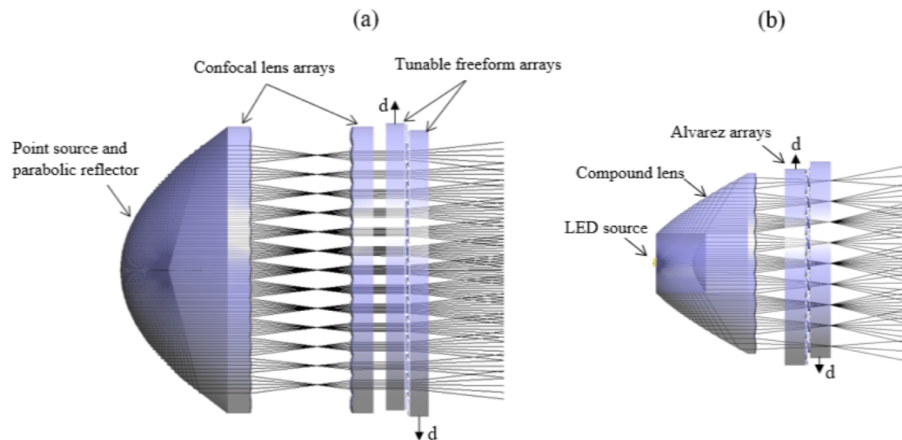 (a)
Confocal lens arrays
Tunable freeform arrays
d
Point source and
parabolic reflector
d
(b)
Alvarez arrays
d
Compound lens
LED source
d